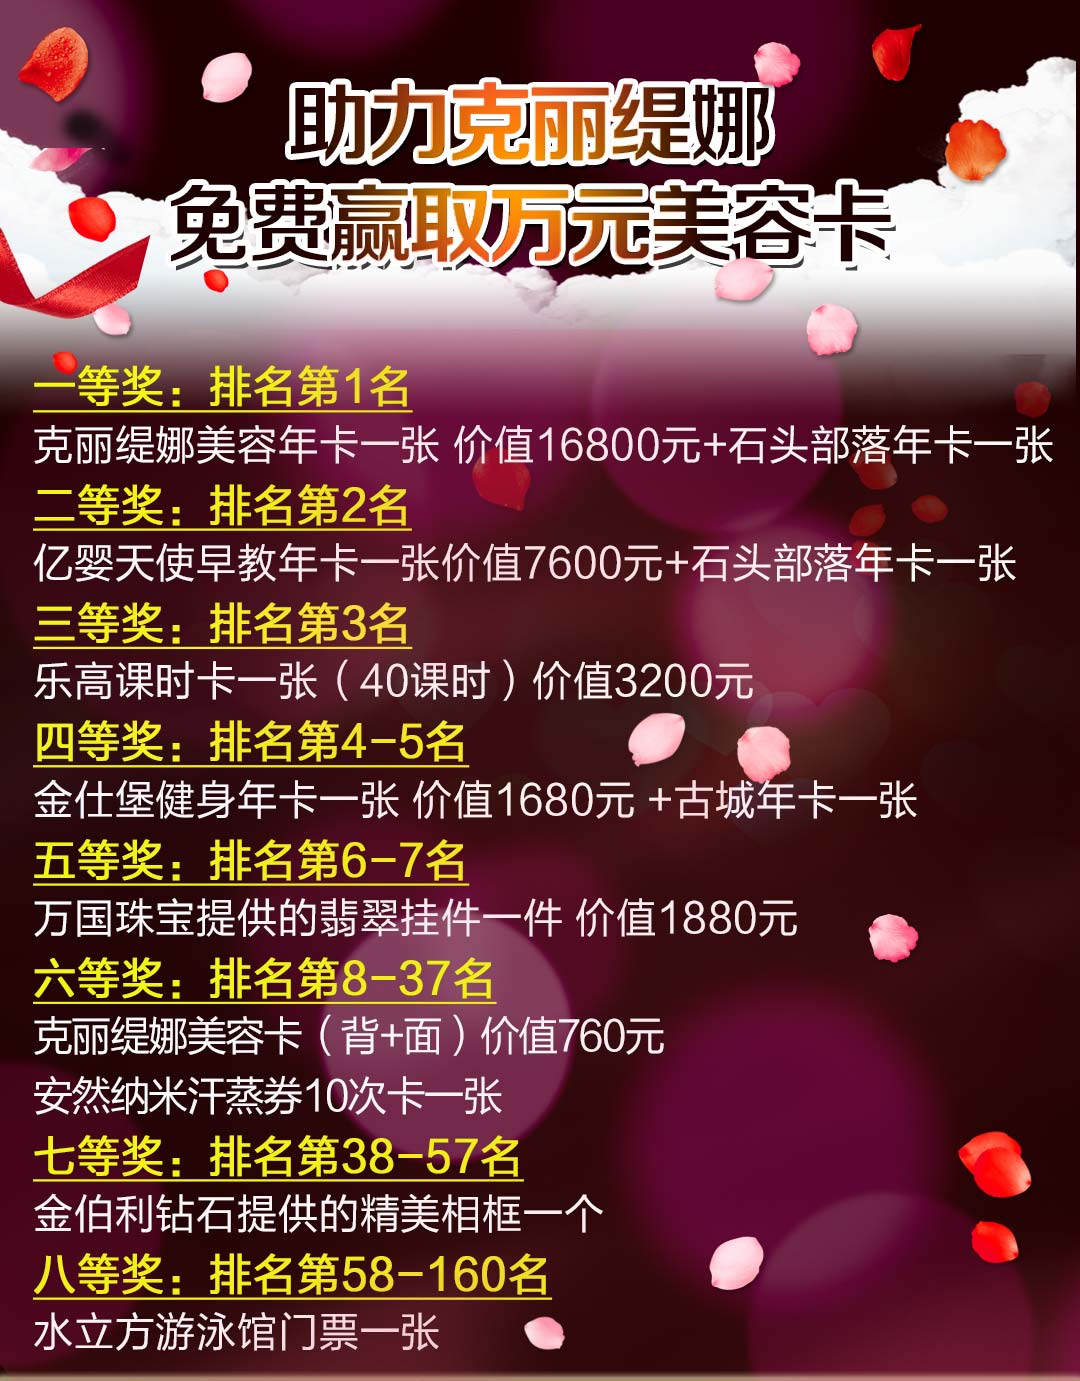 助力克丽缇娜
免费赢取万元美容卡
一等奖：排名第1名
克丽缇娜美容年卡一张 价值16800元+石头部落年卡一张
二等奖：排名第2名
亿婴天使早教年卡一张价值7600元+石头部落年卡一张
三等奖：排名第3名
乐高课时卡一张（40课时）价值3200元
四等奖：排名第4-5名
金仕堡健身年卡一张 价值1680元 +古城年卡一张
五等奖：排名第6-7名
万国珠宝提供的翡翠挂件一件 价值1880元
六等奖：排名第8-37名
克丽缇娜美容卡（背+面）价值760元
安然纳米汗蒸券10次卡一张
七等奖：排名第38-57名
金伯利钻石提供的精美相框一个
八等奖：排名第58-160名
水立方游泳馆门票一张